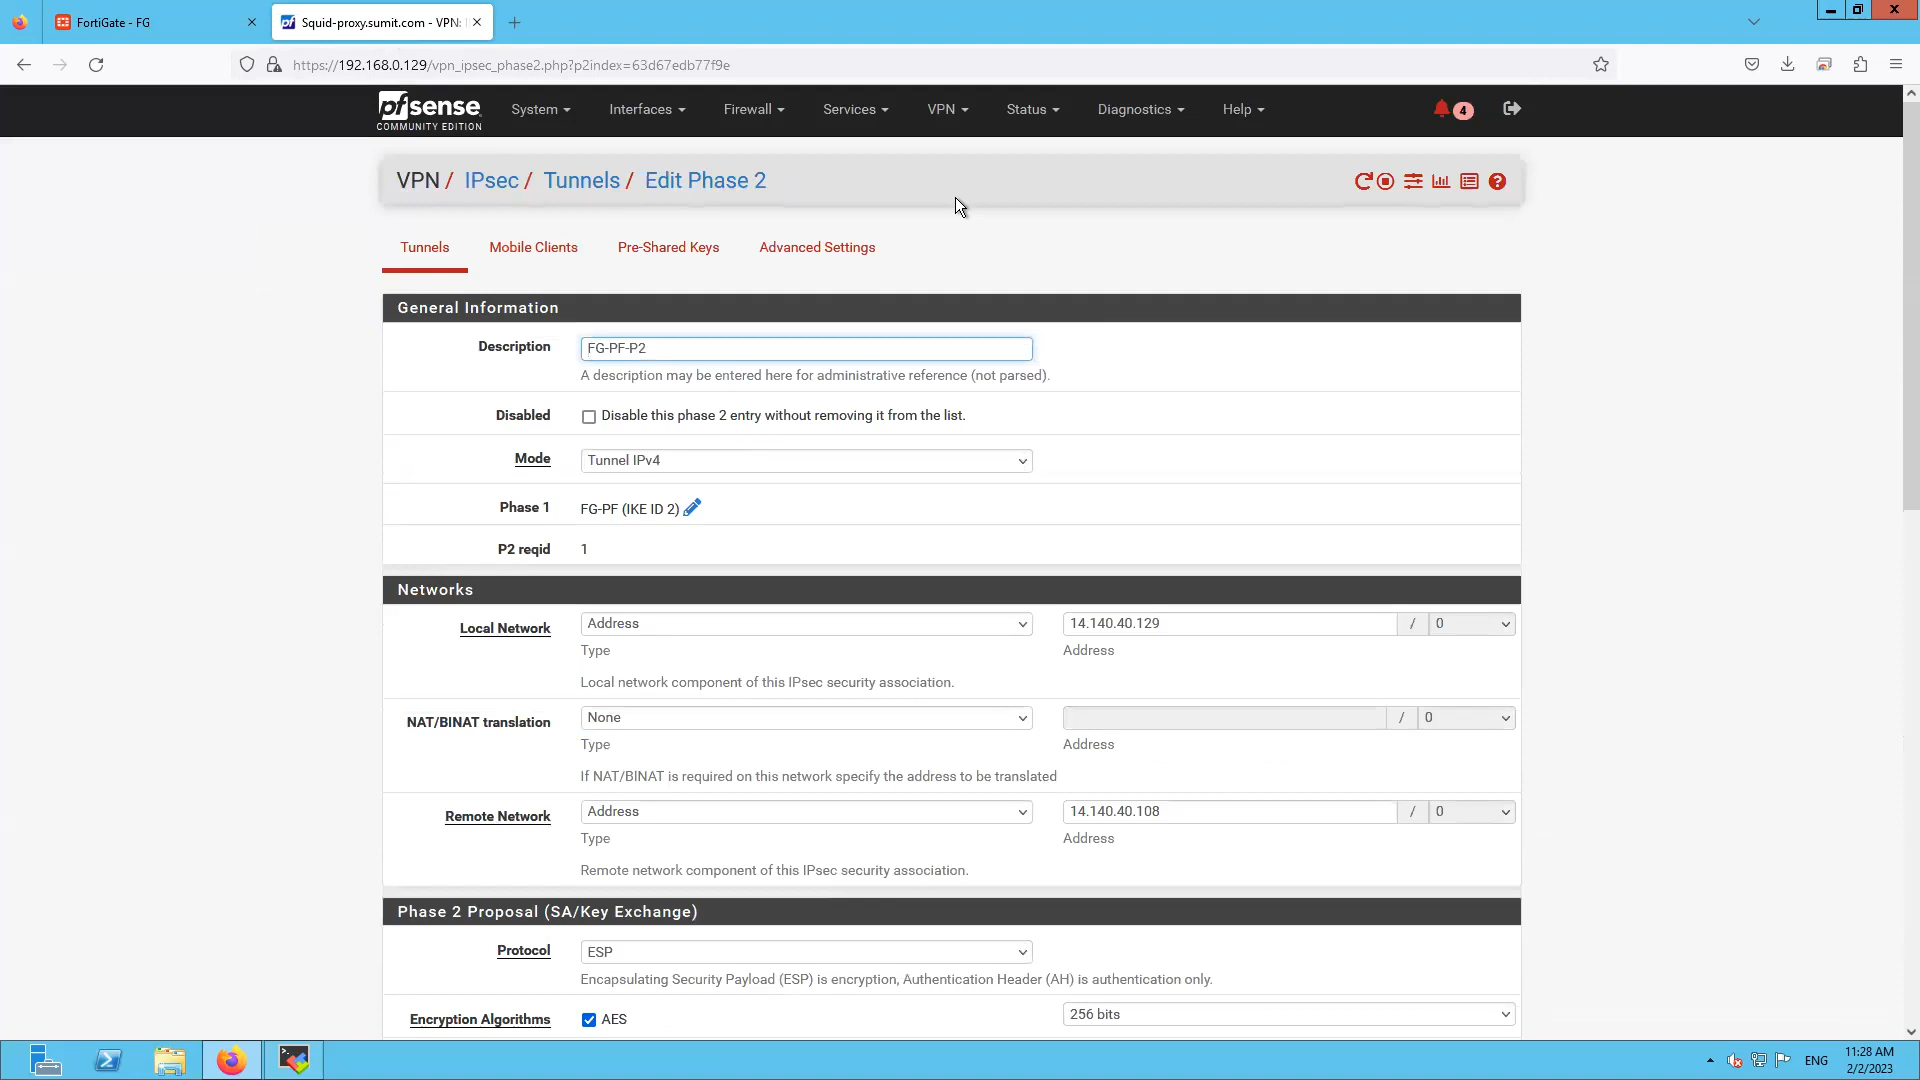 FortiGate - FG
Squid-proxy.sumit.com - VPN:
https://192.168.0.129/vpn_ipsec_phase2.php?p2index=63d67edb77f9e
pfsense
COMMUNITY EDITION
System
Interfaces
Firewall
Services
VPN
Status
Diagnostics
Help
4
VPN / IPsec / Tunnels / Edit Phase 2
Tunnels
Mobile Clients
Pre-Shared Keys
Advanced Settings
General Information
Description
FG-PF-P2
A description may be entered here for administrative reference (not parsed).
Disabled
Disable this phase 2 entry without removing it from the list.
Mode
Tunnel IPv4
Phase 1
FG-PF (IKE ID 2)
P2 reqid
1
Networks
Local Network
Address
14.140.40.129
/
0
Type
Address
Local network component of this IPsec security association.
NAT/BINAT translation
None
/
0
Type
Address
If NAT/BINAT is required on this network specify the address to be translated
Remote Network
Address
14.140.40.108
/
0
Type
Address
Remote network component of this IPsec security association.
Phase 2 Proposal (SA/Key Exchange)
Protocol
ESP
Encapsulating Security Payload (ESP) is encryption, Authentication Header (AH) is authentication only.
Encryption Algorithms
AES
256 bits
ENG
11:28 AM
2/2/2023